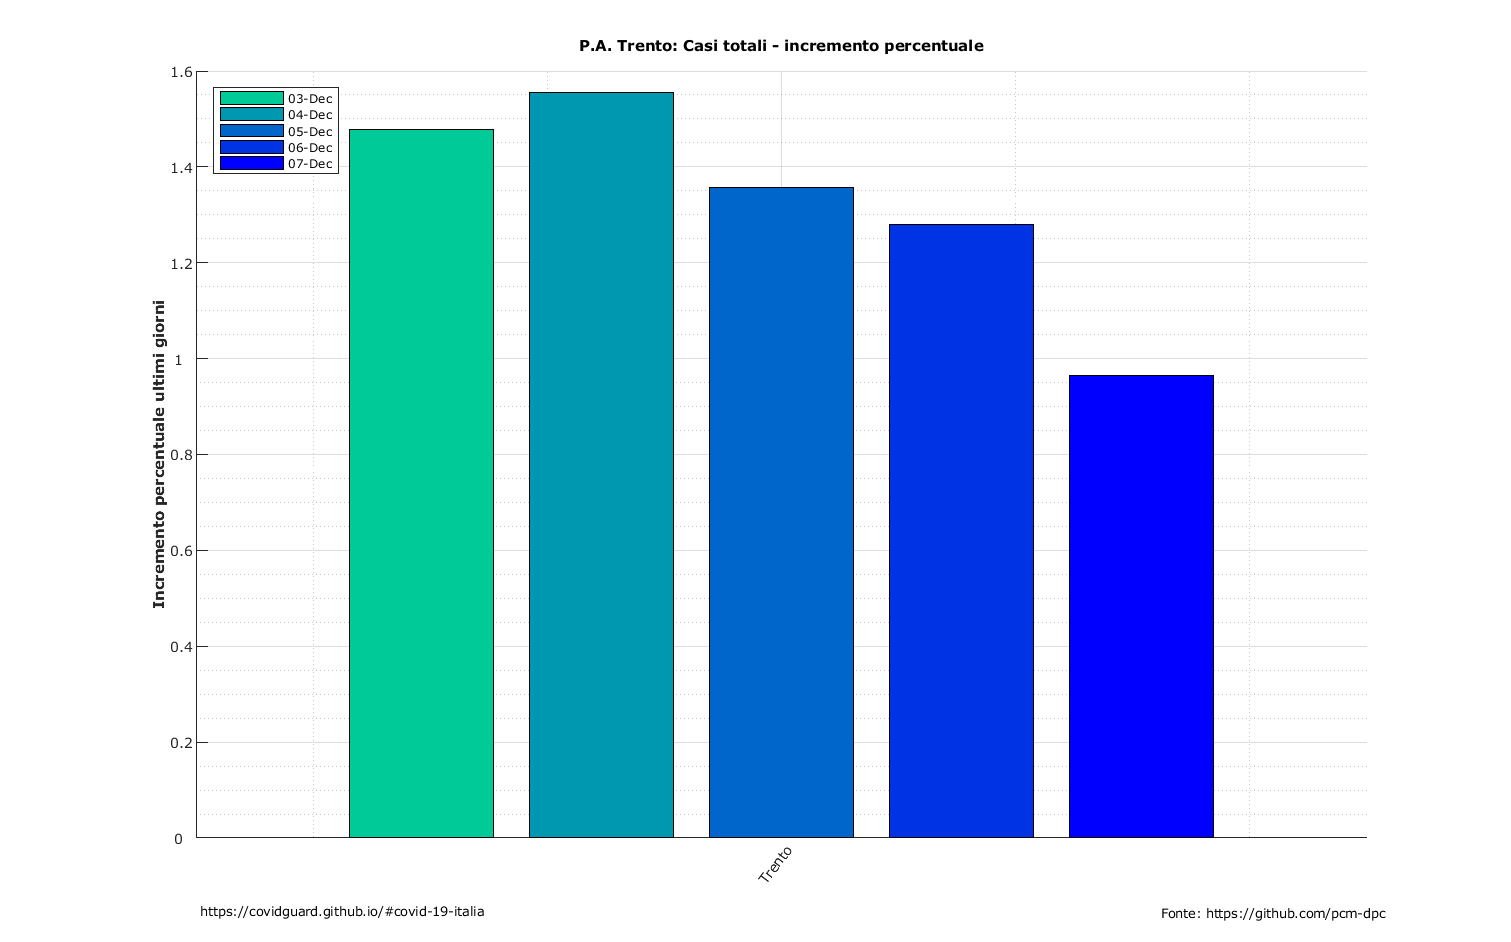 P.A. Trento: Casi totali - incremento percentuale
1.6
1.4
1.2
1
0.8
0.6
0.4
0.2
0
Incremento percentuale ultimi giorni
03-Dec
04-Dec
05-Dec
06-Dec
07-Dec
Trento
https://covidguard.github.io/#covid-19-italia
Fonte: https://github.com/pcm-dpc